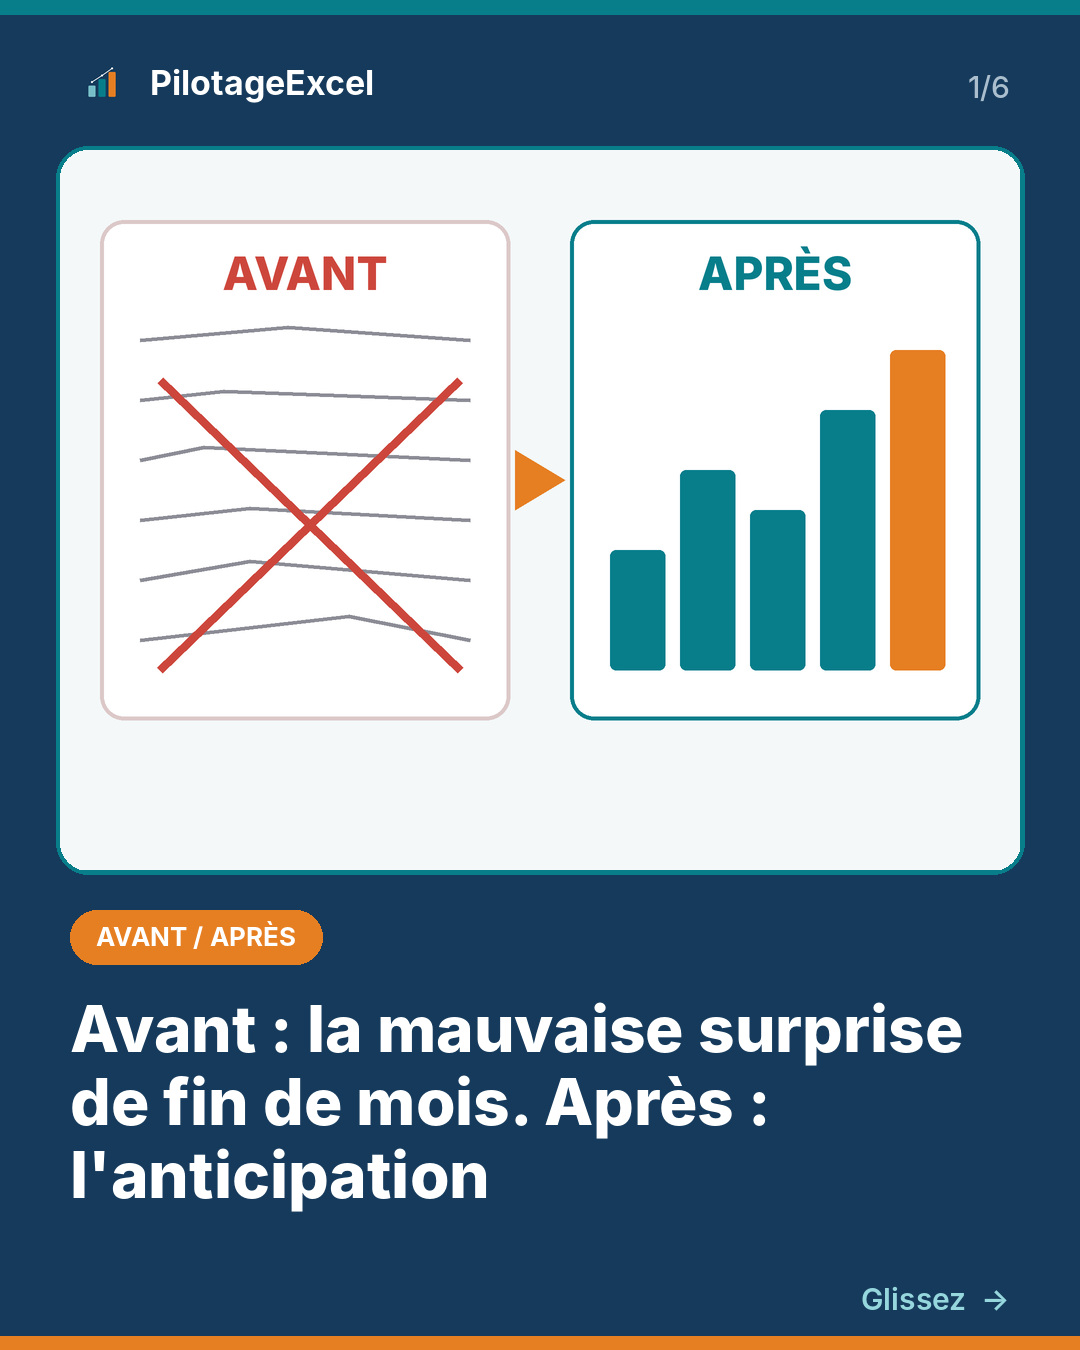 PilotageExcel
1/6
AVANT
APRÈS
AVANT / APRÈS
Avant : la mauvaise surprise
de fin de mois. Après :
l'anticipation
Glissez →